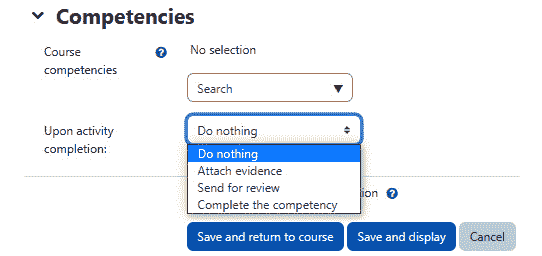 Competencies
Course competencies
No selection
Search
Upon activity completion:
Do nothing
Do nothing
Attach evidence
Send for review
Complete the competency
Save and return to course
Save and display
Cancel